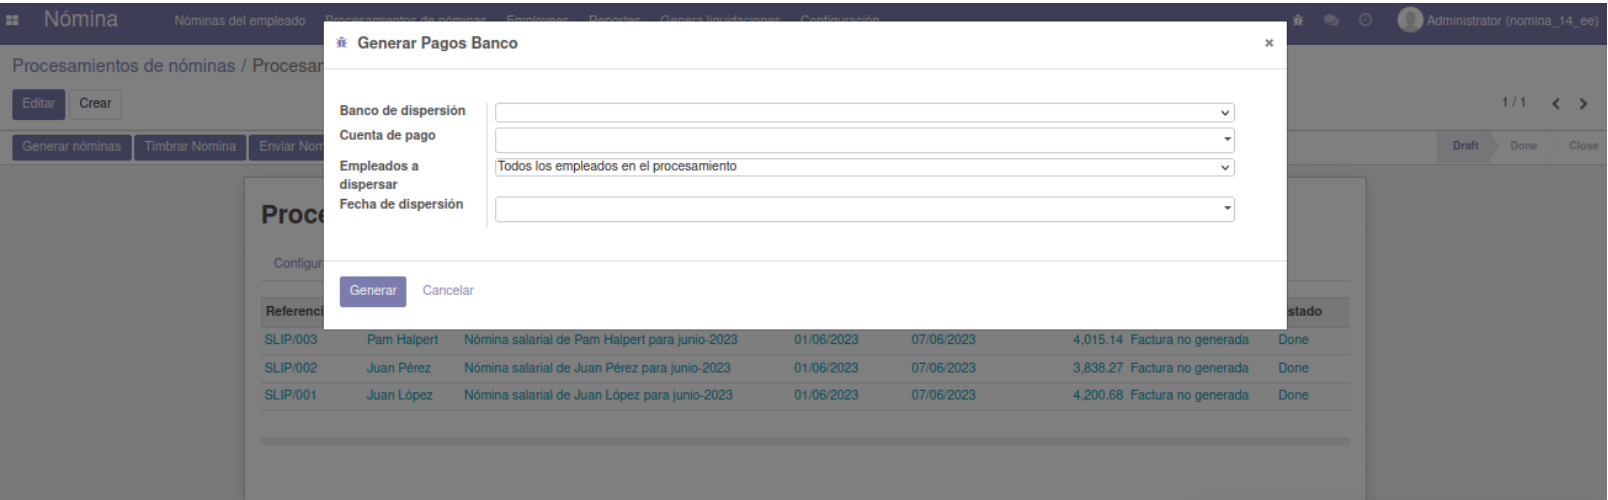 Nómina
Nóminas del empleado Procesamientos de nóminas Employees Reportes Genera liquidaciones Configuración
Administrator (nomina_14_ee)
Generar Pagos Banco ×
Procesamientos de nóminas / Procesar
Editar Crear
1 / 1
Generar nóminas Timbrar Nomina Enviar Nom
Draft Done Close
Banco de dispersión
Cuenta de pago
Empleados a dispersar Todos los empleados en el procesamiento
Fecha de dispersión
Proce
Configur
Generar Cancelar
Referenci stado
SLIP/003 Pam Halpert Nómina salarial de Pam Halpert para junio-2023 01/06/2023 07/06/2023 4,015.14 Factura no generada Done
SLIP/002 Juan Pérez Nómina salarial de Juan Pérez para junio-2023 01/06/2023 07/06/2023 3,838.27 Factura no generada Done
SLIP/001 Juan López Nómina salarial de Juan López para junio-2023 01/06/2023 07/06/2023 4,200.68 Factura no generada Done